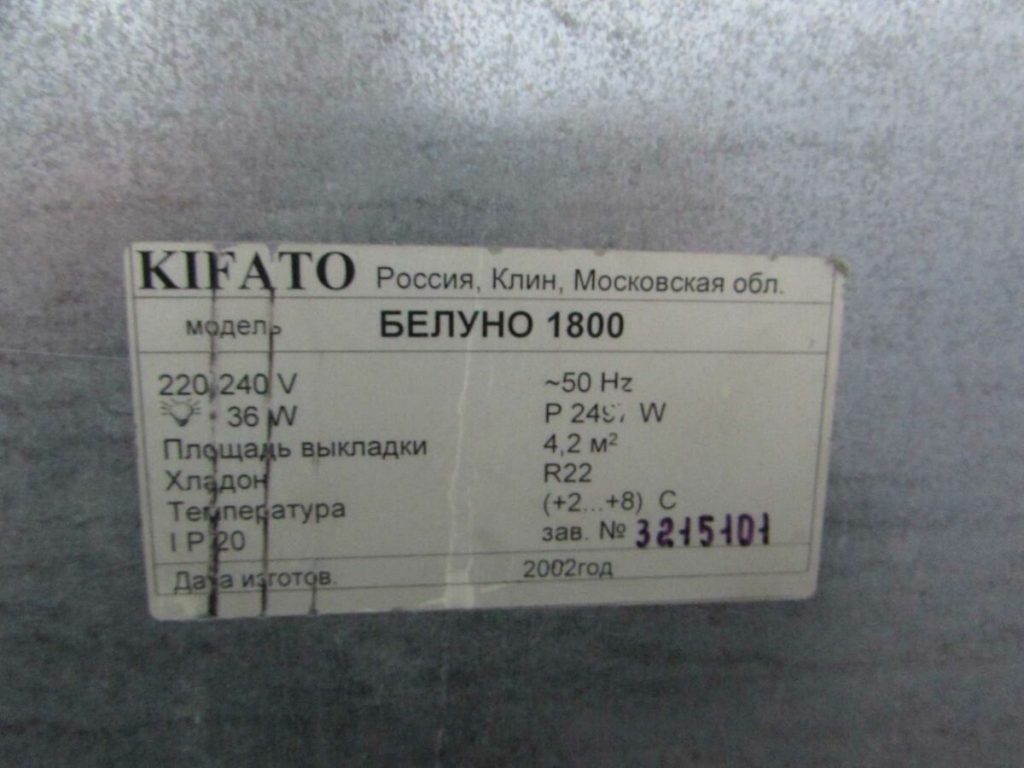 KIFATO Россия, Клин, Московская обл.
модель БЕЛУНО 1800
220 240 V ~50 Hz
36 W P W
Площадь выкладки 4,2 м²
Хладон R22
Температура (+2...+8) C
I P 20 зав. № 3215101
Дата изготов. 2002год